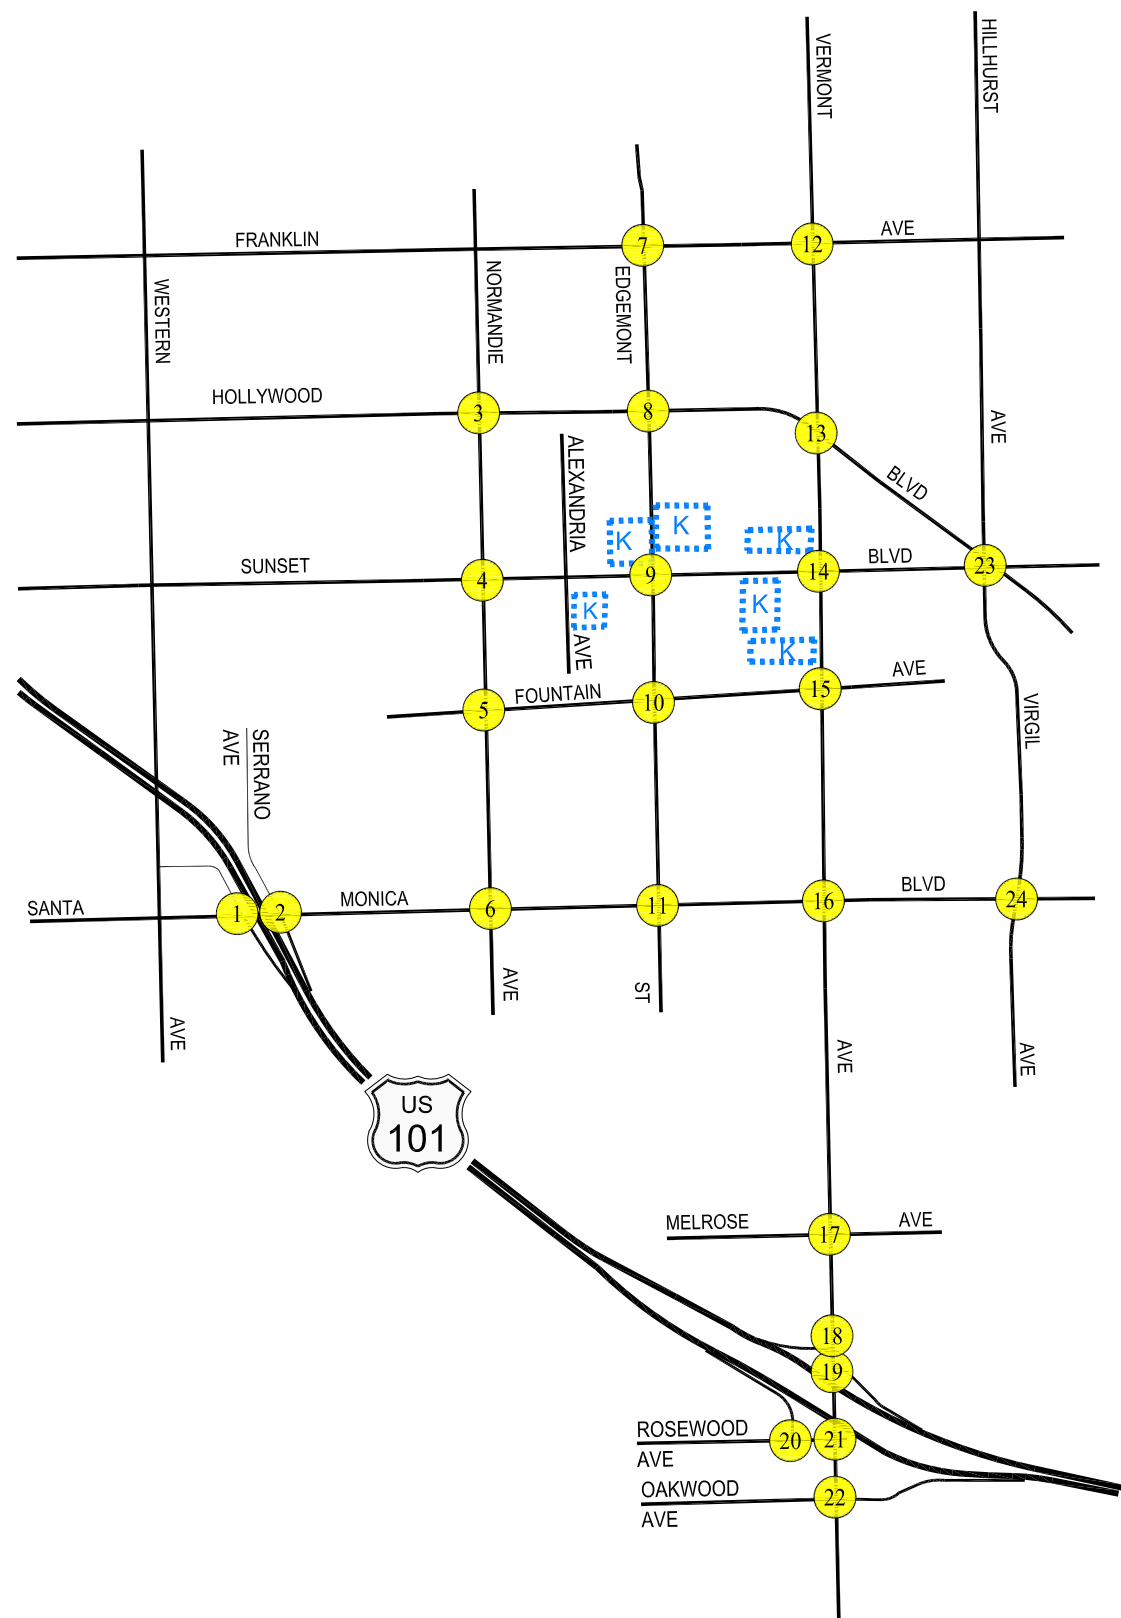 HILLHURST
VERMONT
FRANKLIN
7
12
AVE
WESTERN
NORMANDIE
EDGEMONT
HOLLYWOOD
3
8
13
AVE
ALEXANDRIA
BLVD
K
K
K
SUNSET
4
9
14
BLVD
23
K
K
AVE
K
5
FOUNTAIN
10
15
AVE
VIRGIL
SERRANO
AVE
SANTA
1
2
MONICA
6
11
16
BLVD
24
AVE
ST
AVE
AVE
AVE
US
101
MELROSE
17
AVE
18
19
ROSEWOOD
AVE
20
21
OAKWOOD
AVE
22